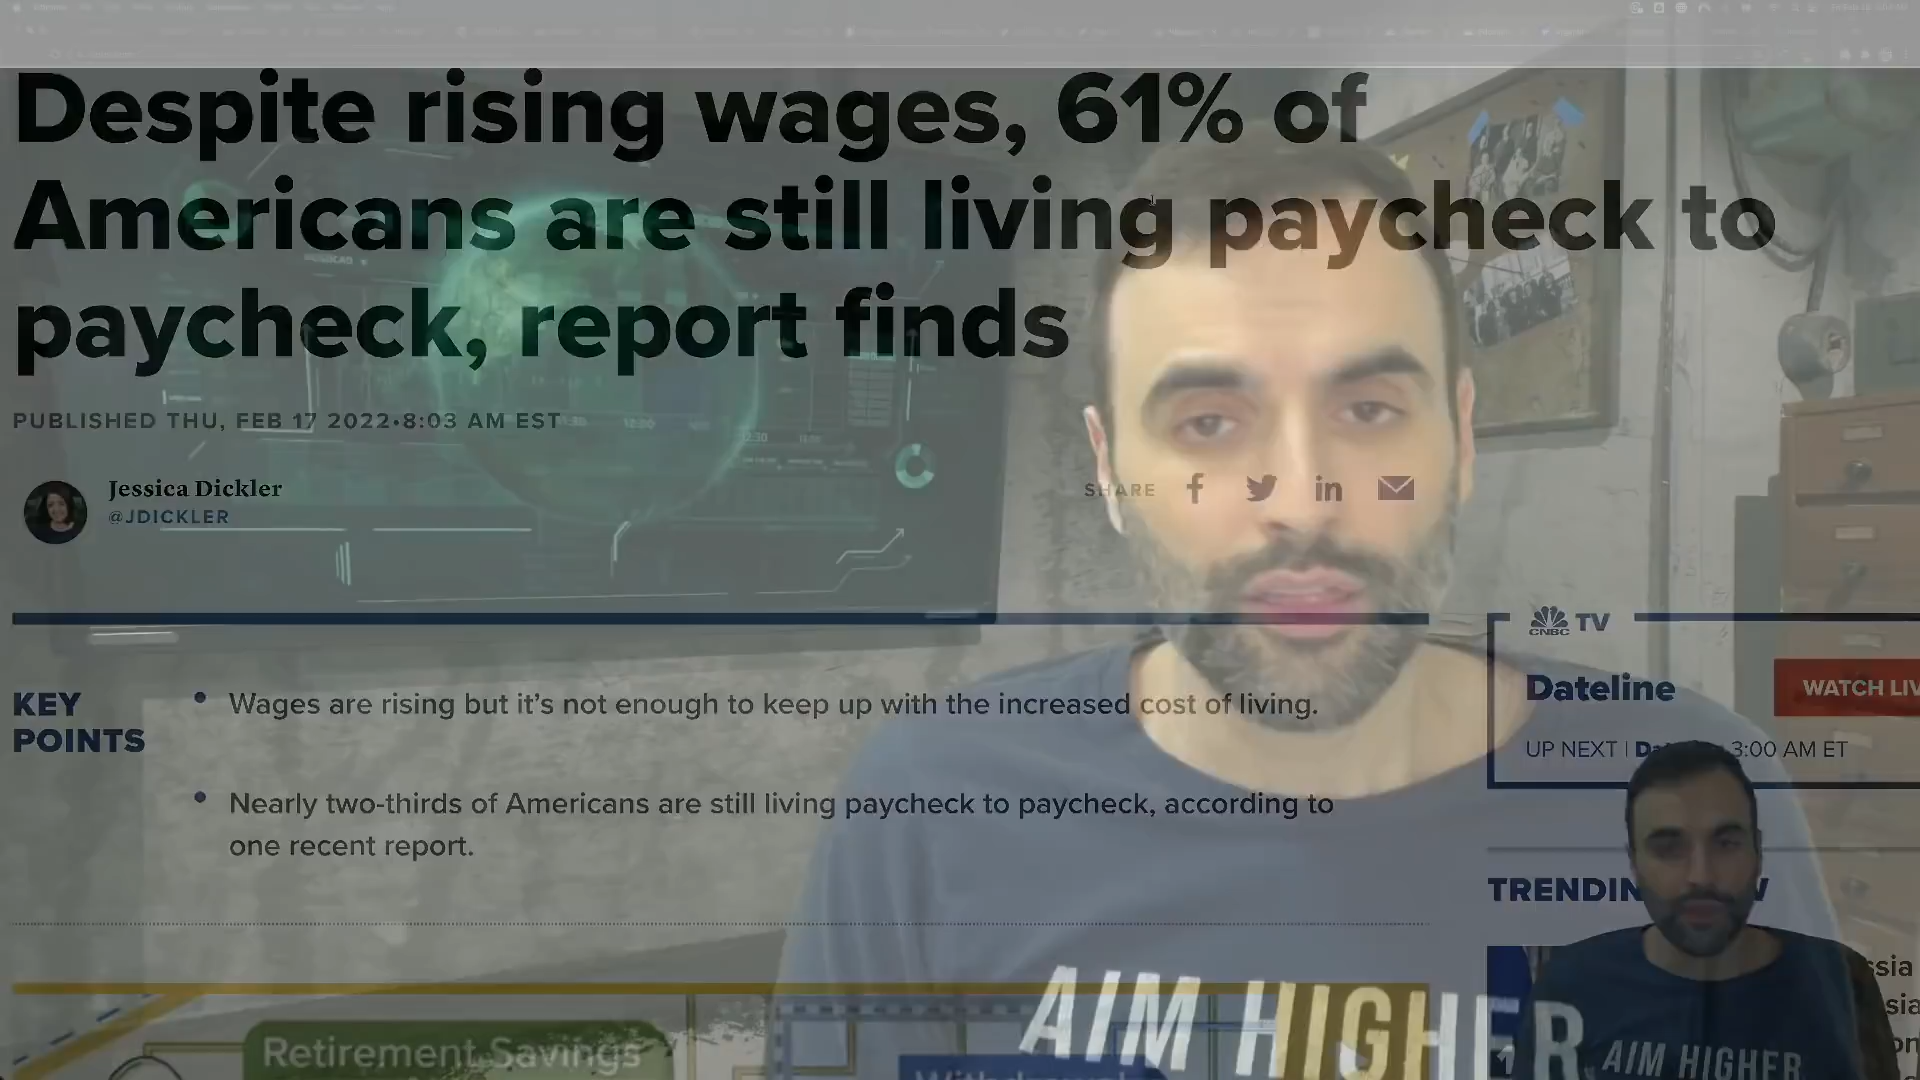 Despite rising wages, 61% of
Americans are still living paycheck to
paycheck, report finds
PUBLISHED THU, FEB 17 2022•8:03 AM EST
Jessica Dickler
@JDICKLER
SHARE
KEY
POINTS
Wages are rising but it's not enough to keep up with the increased cost of living.
Nearly two-thirds of Americans are still living paycheck to paycheck, according to
one recent report.
CNBC TV
Dateline
WATCH LIV
UP NEXT | 3:00 AM ET
AIM HIGHER
AIM HIGHER
Retirement Savings